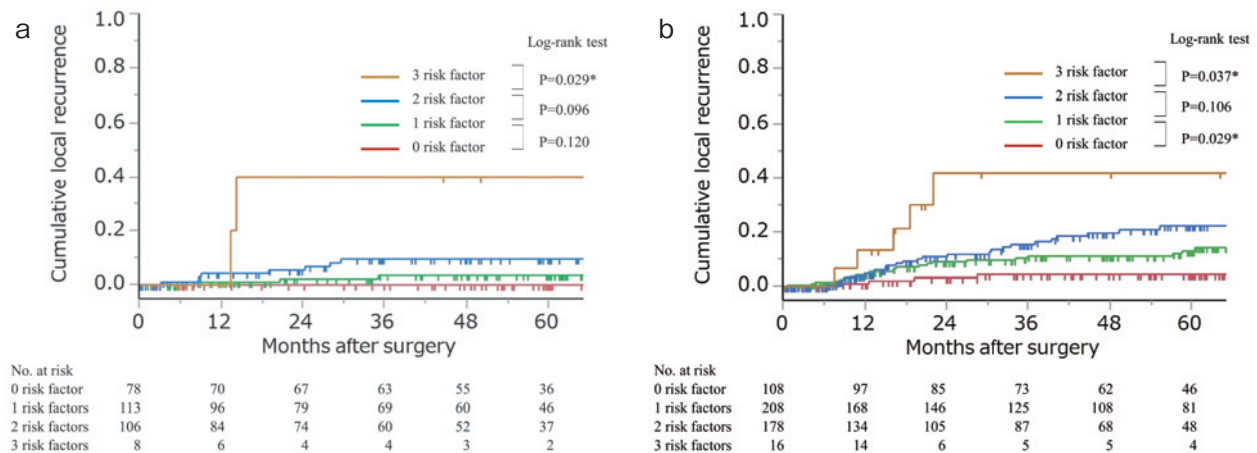 a
Cumulative local recurrence
1.0
0.8
0.6
0.4
0.2
0.0
Log-rank test
3 risk factor
2 risk factor
1 risk factor
0 risk factor
P=0.029*
P=0.096
P=0.120
0 12 24 36 48 60
Months after surgery
No. at risk
0 risk factor 78 70 67 63 55 36
1 risk factors 113 96 79 69 60 46
2 risk factors 106 84 74 60 52 37
3 risk factors 8 6 4 4 3 2
b
Cumulative local recurrence
1.0
0.8
0.6
0.4
0.2
0.0
Log-rank test
3 risk factor
2 risk factor
1 risk factor
0 risk factor
P=0.037*
P=0.106
P=0.029*
0 12 24 36 48 60
Months after surgery
No. at risk
0 risk factor 108 97 85 73 62 46
1 risk factors 208 168 146 125 108 81
2 risk factors 178 134 105 87 68 48
3 risk factors 16 14 6 5 5 4